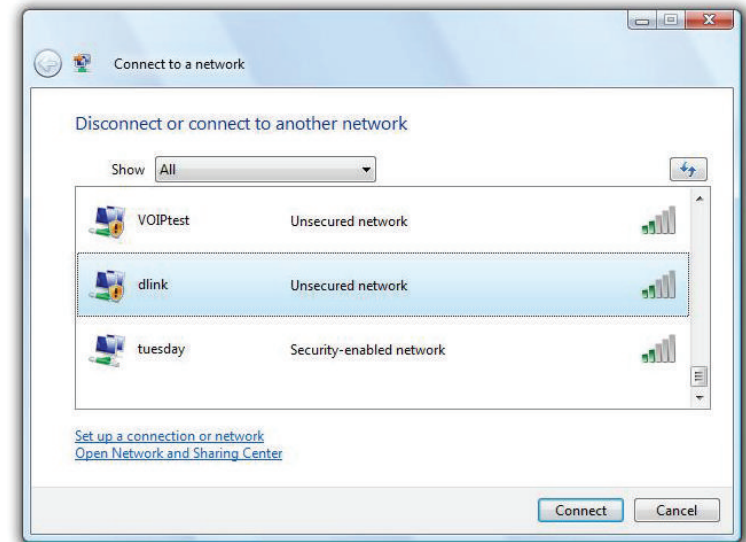 Connect to a network
Disconnect or connect to another network
Show All
VOIPtest Unsecured network
dlink Unsecured network
tuesday Security-enabled network
Set up a connection or network
Open Network and Sharing Center
Connect Cancel